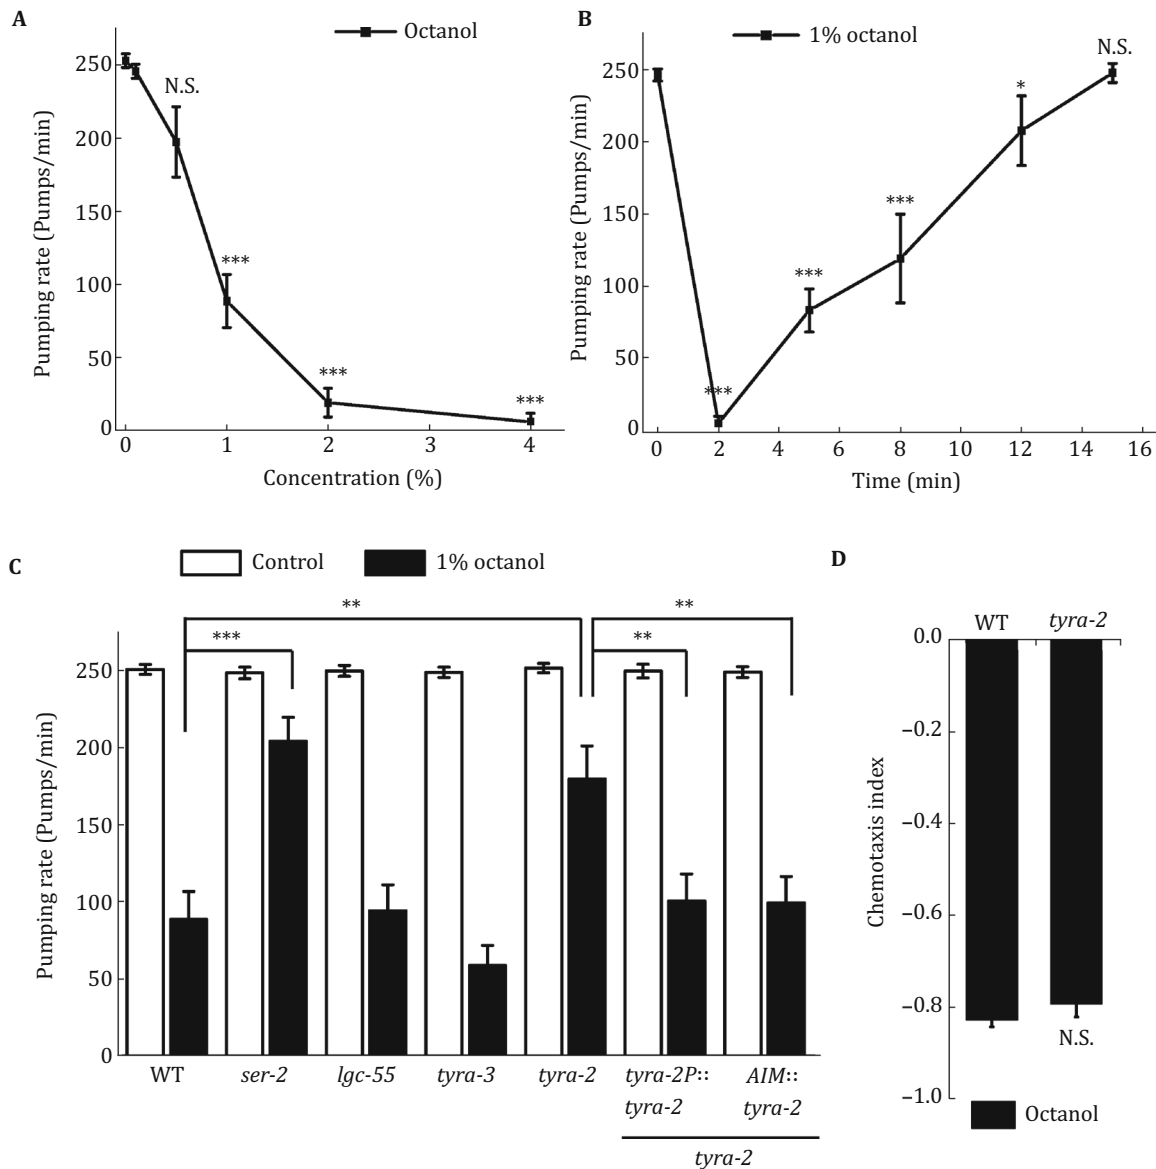 A
Octanol
250
200
150
100
50
0
N.S.
***
***
***
0
1
2
3
4
Pumping rate (Pumps/min)
Concentration (%)
B
1% octanol
250
200
150
100
50
0
***
***
***
*
N.S.
0
2
4
6
8
10
12
14
16
Pumping rate (Pumps/min)
Time (min)
C
Control
1% octanol
**
**
***
**
250
200
150
100
50
0
Pumping rate (Pumps/min)
WT
ser-2
lgc-55
tyra-3
tyra-2
tyra-2P::
tyra-2
AIM::
tyra-2
tyra-2
D
WT
tyra-2
0.0
−0.2
−0.4
−0.6
−0.8
−1.0
Chemotaxis index
N.S.
Octanol